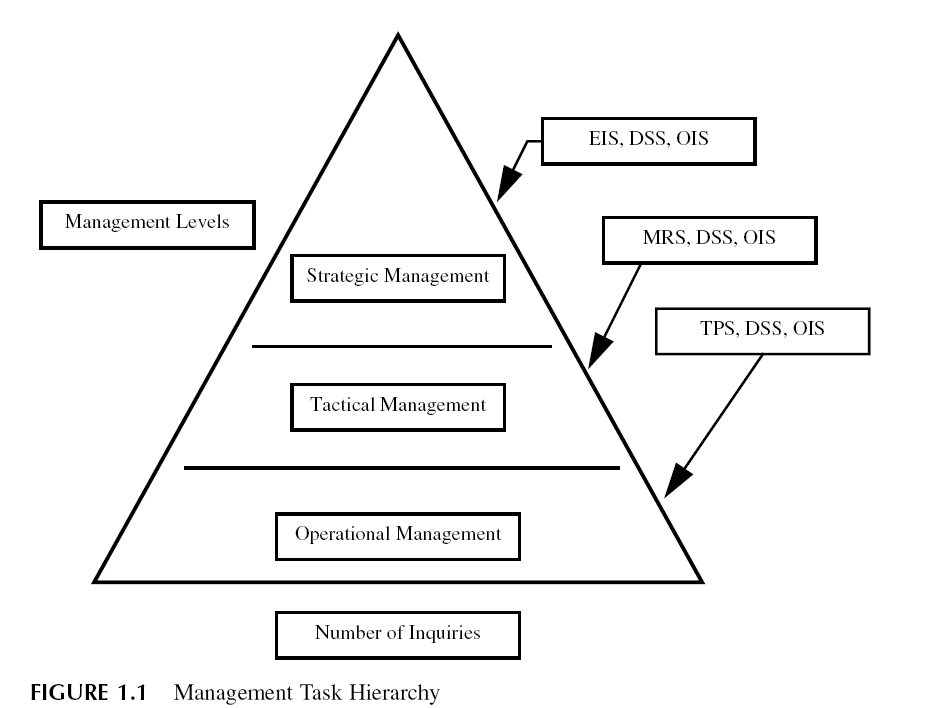 EIS, DSS, OIS
Management Levels
MRS, DSS, OIS
Strategic Management
TPS, DSS, OIS
Tactical Management
Operational Management
Number of Inquiries
FIGURE 1.1 Management Task Hierarchy